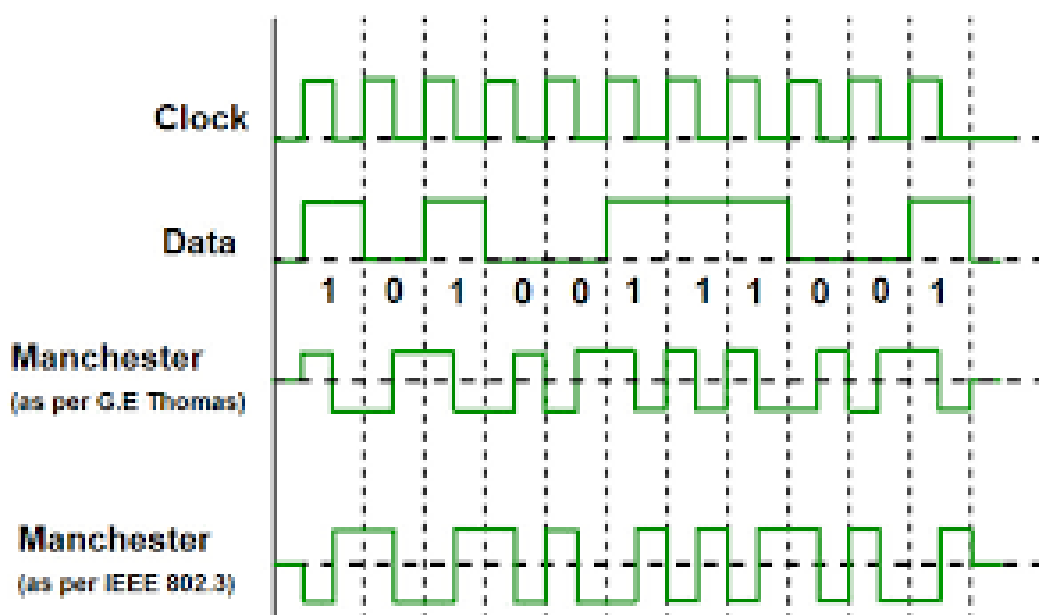 Clock
Data
1 0 1 0 0 1 1 1 0 0 1
Manchester
(as per G.E Thomas)
Manchester
(as per IEEE 802.3)